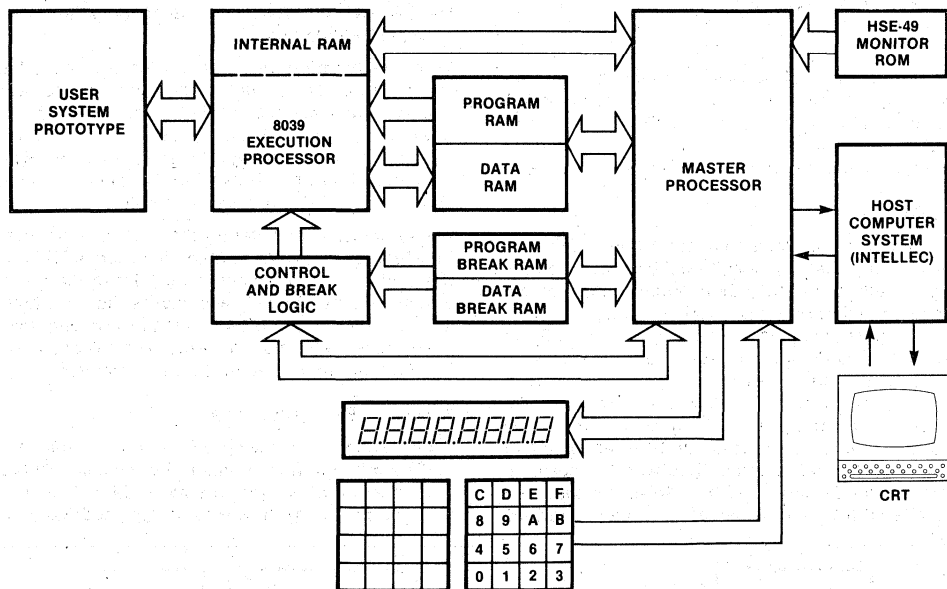 USER
SYSTEM
PROTOTYPE
INTERNAL RAM
8039
EXECUTION
PROCESSOR
PROGRAM
RAM
DATA
RAM
MASTER
PROCESSOR
HSE-49
MONITOR
ROM
HOST
COMPUTER
SYSTEM
(INTELLEC)
CONTROL
AND BREAK
LOGIC
PROGRAM
BREAK RAM
DATA
BREAK RAM
8.8.8.8.8.8.8.8
CRT
C D E F
8 9 A B
4 5 6 7
0 1 2 3